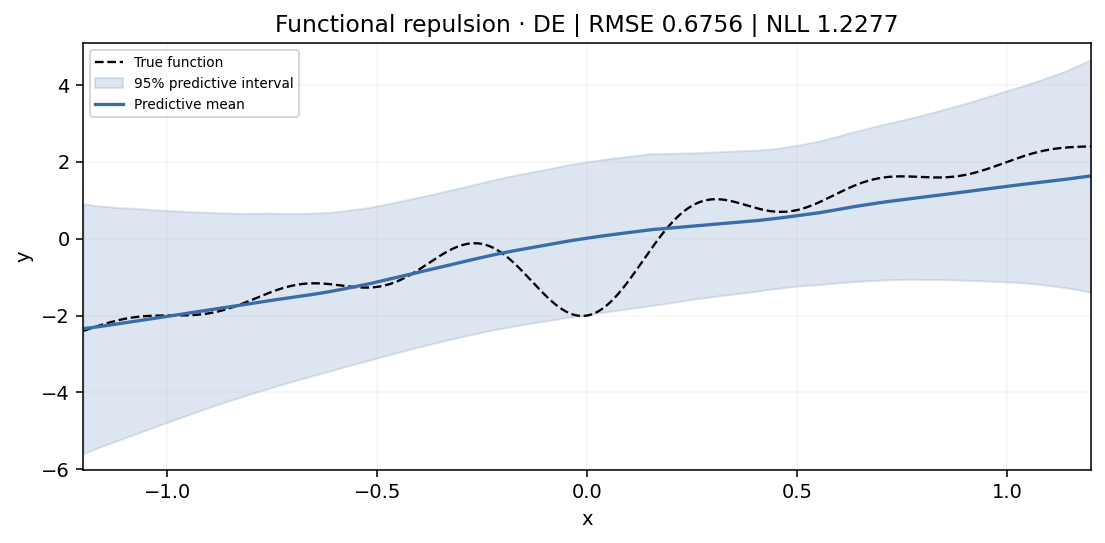 Functional repulsion · DE | RMSE 0.6756 | NLL 1.2277
True function
95% predictive interval
Predictive mean
4
2
0
−2
−4
−6
y
−1.0 −0.5 0.0 0.5 1.0
x